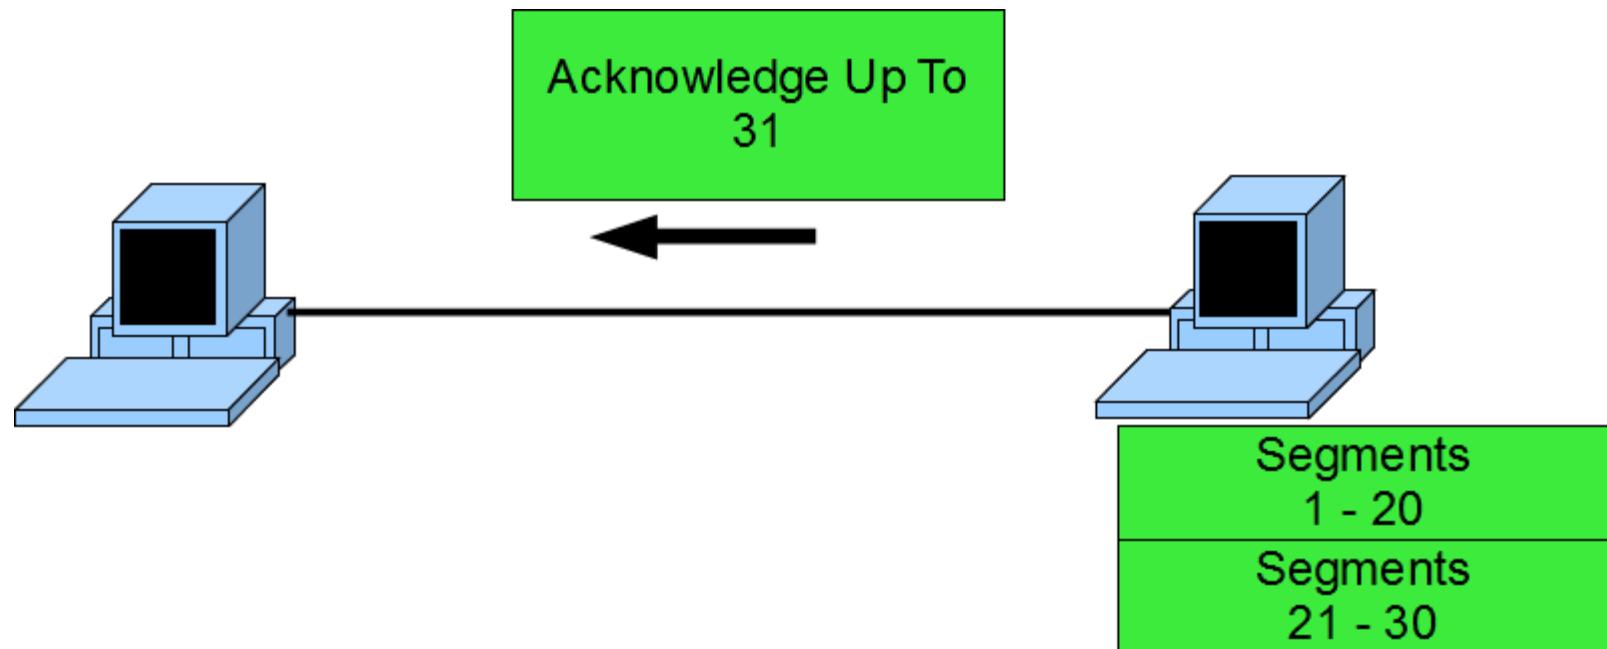 Acknowledge Up To
31
Segments
1 - 20
Segments
21 - 30